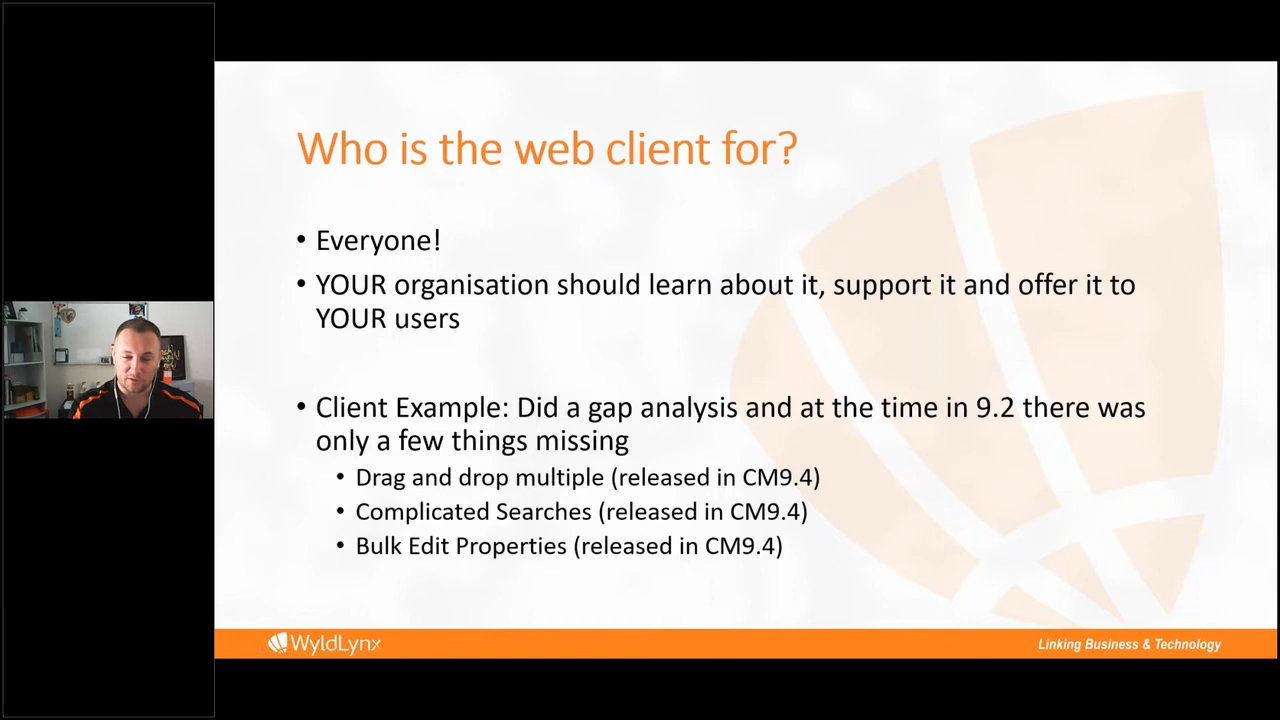 Who is the web client for?
• Everyone!
• YOUR organisation should learn about it, support it and offer it to
YOUR users
• Client Example: Did a gap analysis and at the time in 9.2 there was
only a few things missing
• Drag and drop multiple (released in CM9.4)
• Complicated Searches (released in CM9.4)
• Bulk Edit Properties (released in CM9.4)
WyldLynx
Linking Business & Technology